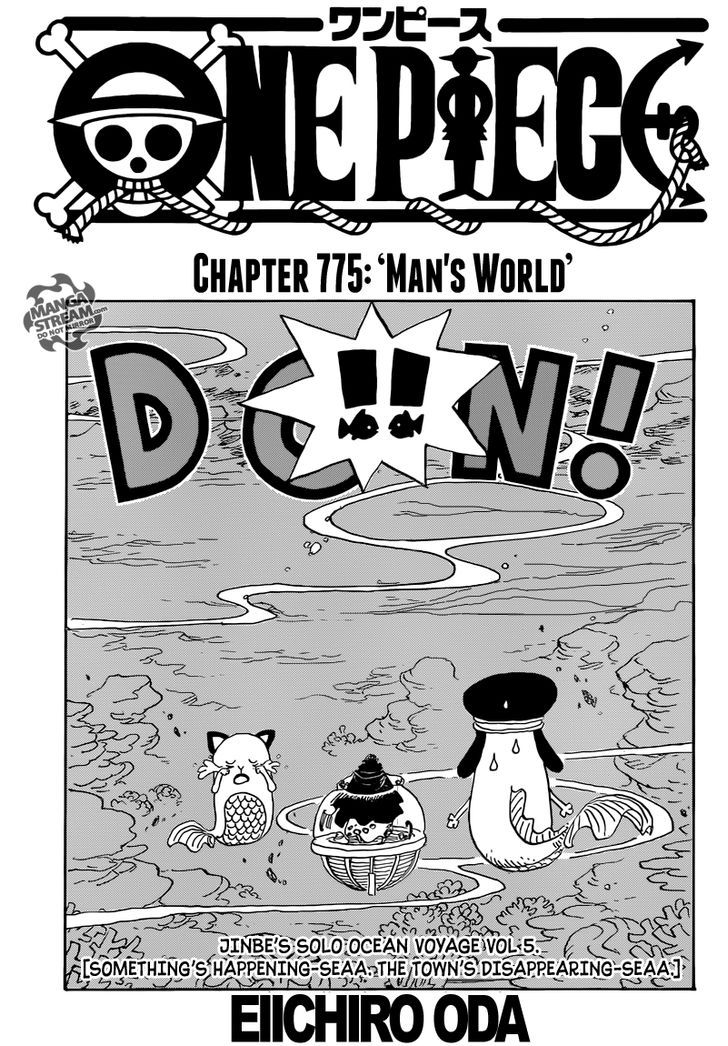 ワンピース
ONE PIECE
CHAPTER 775: ‘MAN'S WORLD’
MANGA
STREAM.com
DO NOT MIRROR
DOON!
!!
JINBE'S SOLO OCEAN VOYAGE VOL 5.
[SOMETHING'S HAPPENING-SEAA. THE TOWN'S DISAPPEARING-SEAA.]
EIICHIRO ODA